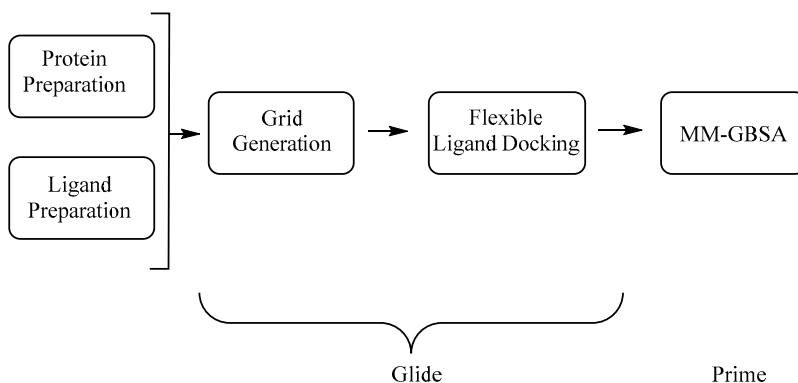 Protein
Preparation
Ligand
Preparation
Grid
Generation
Flexible
Ligand Docking
MM-GBSA
Glide
Prime